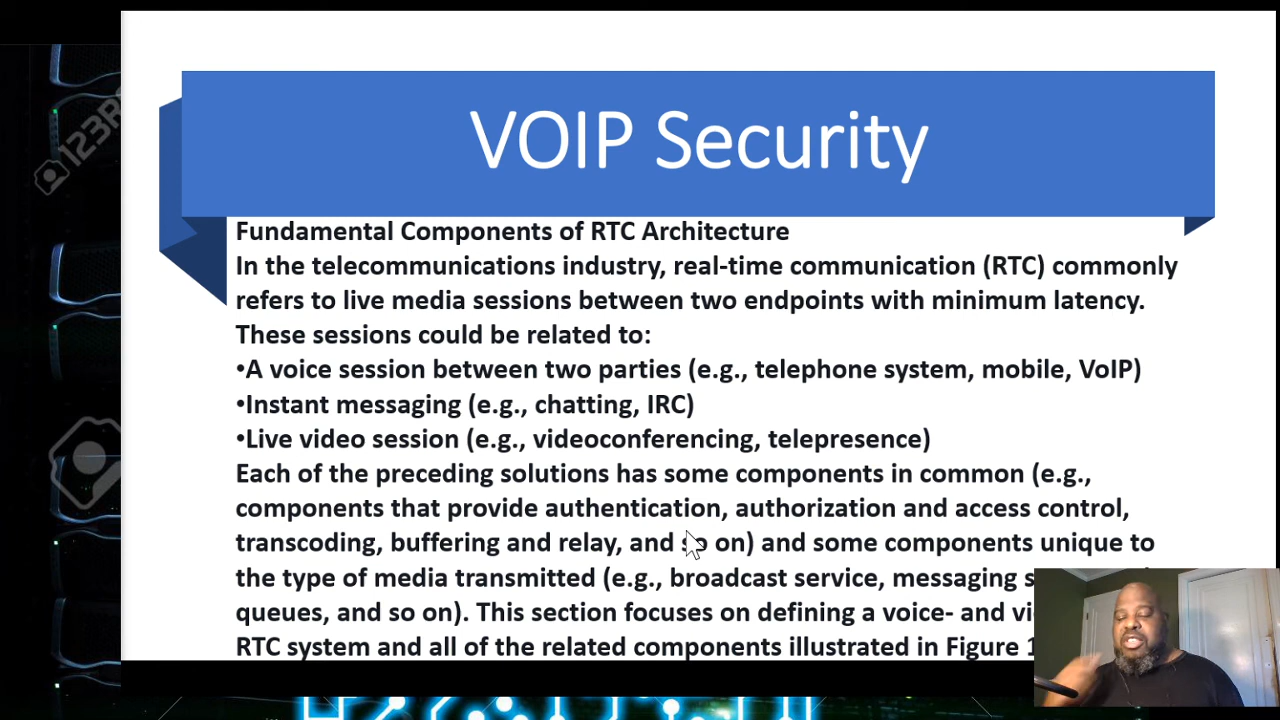 123R
VOIP Security
Fundamental Components of RTC Architecture
In the telecommunications industry, real-time communication (RTC) commonly
refers to live media sessions between two endpoints with minimum latency.
These sessions could be related to:
•A voice session between two parties (e.g., telephone system, mobile, VoIP)
•Instant messaging (e.g., chatting, IRC)
•Live video session (e.g., videoconferencing, telepresence)
Each of the preceding solutions has some components in common (e.g.,
components that provide authentication, authorization and access control,
transcoding, buffering and relay, and so on) and some components unique to
the type of media transmitted (e.g., broadcast service, messaging
queues, and so on). This section focuses on defining a voice- and
RTC system and all of the related components illustrated in Figure